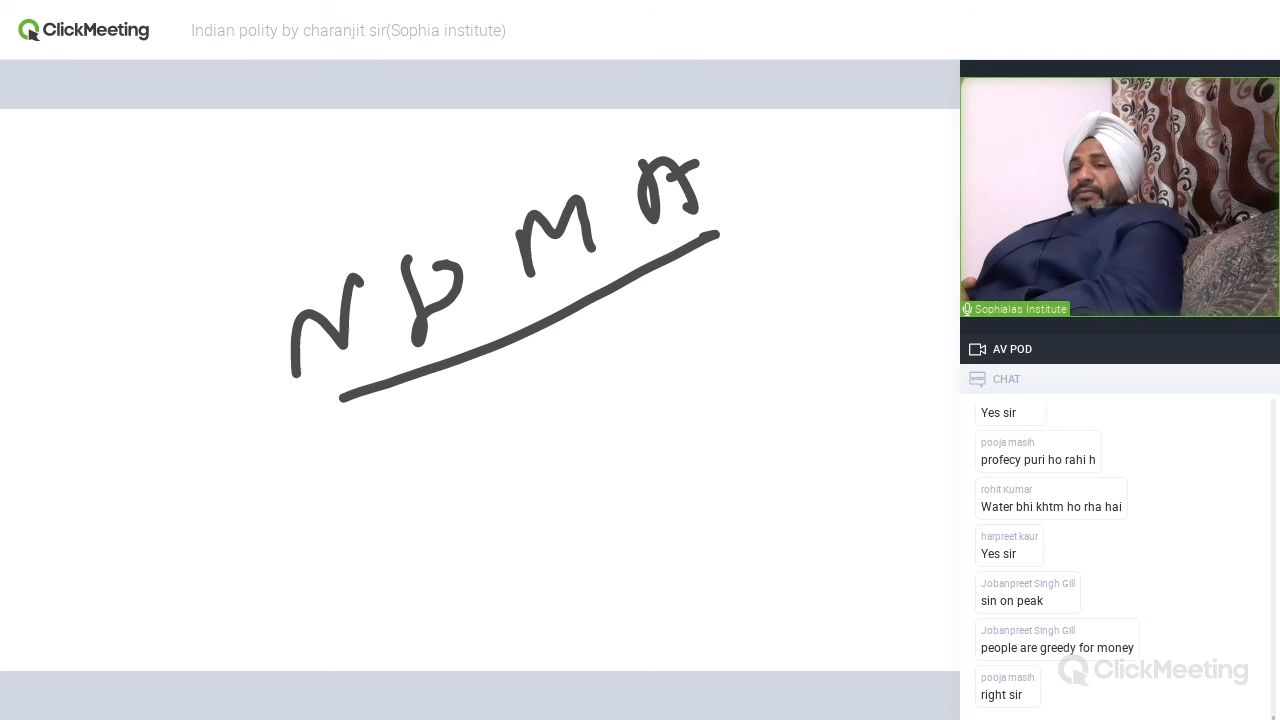 ClickMeeting
Indian polity by charanjit sir(Sophia institute)
N D M A
Sophialas Institute
AV POD
CHAT
Yes sir
pooja masih
profecy puri ho rahi h
rohit Kumar
Water bhi khtm ho rha hai
harpreet kaur
Yes sir
Jobanpreet Singh Gill
sin on peak
Jobanpreet Singh Gill
people are greedy for money
ClickMeeting
pooja masih
right sir